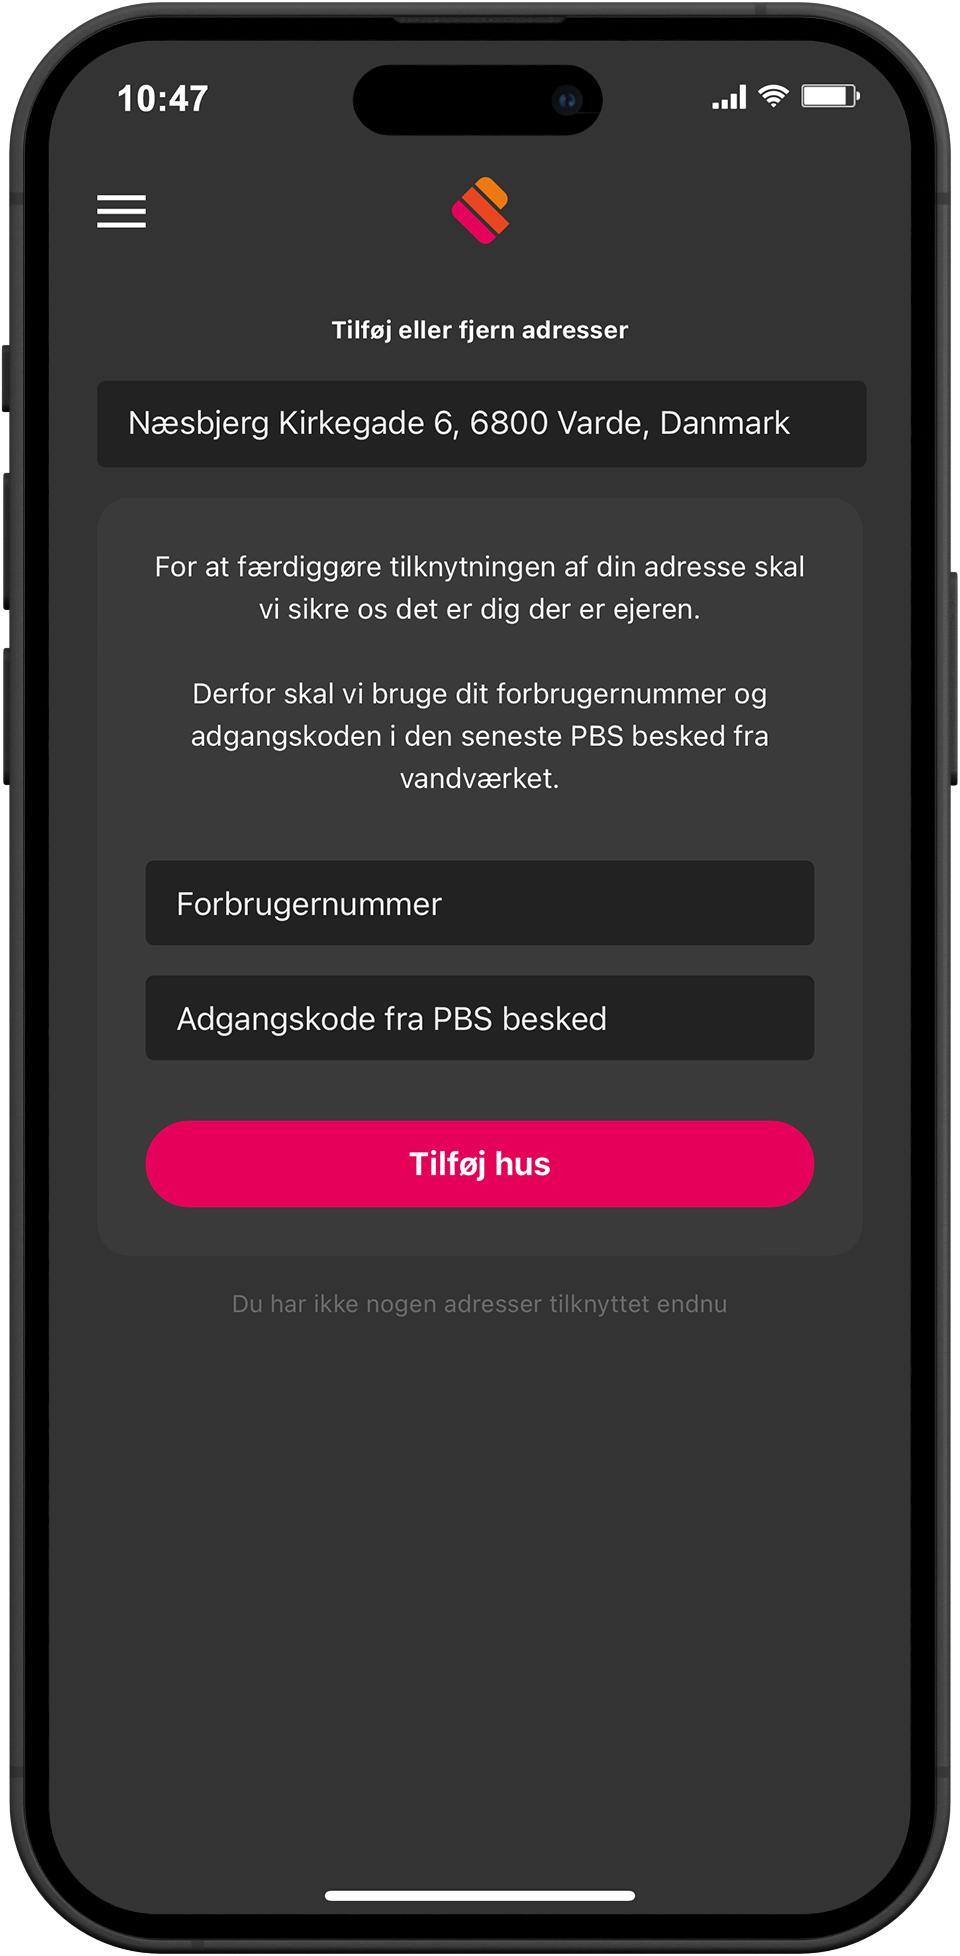 10:47
Tilføj eller fjern adresser
Næsbjerg Kirkegade 6, 6800 Varde, Danmark
For at færdiggøre tilknytningen af din adresse skal
vi sikre os det er dig der er ejeren.
Derfor skal vi bruge dit forbrugernummer og
adgangskoden i den seneste PBS besked fra
vandværket.
Forbrugernummer
Adgangskode fra PBS besked
Tilføj hus
Du har ikke nogen adresser tilknyttet endnu